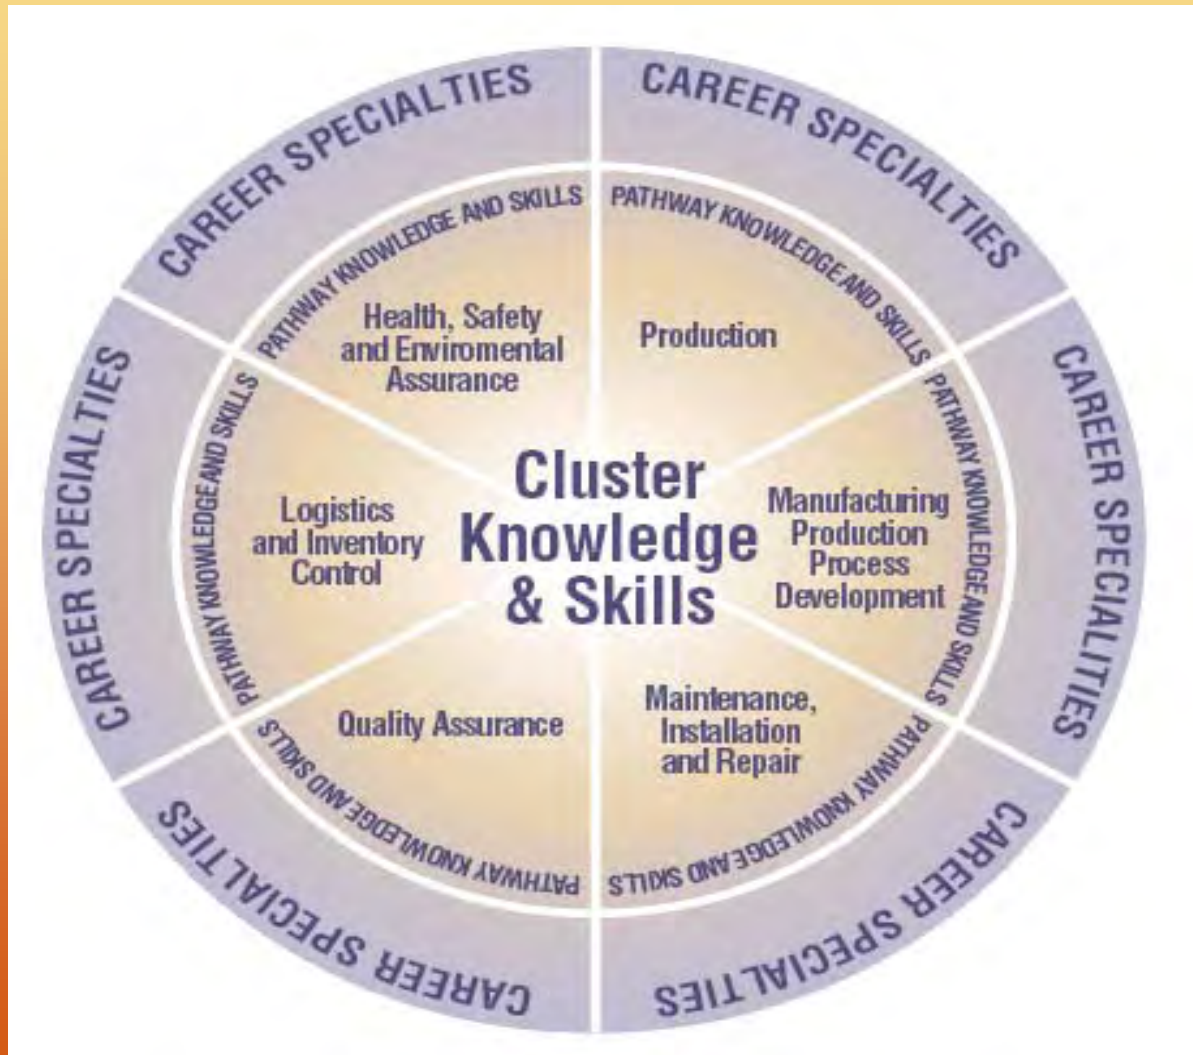 CAREER SPECIALTIES
CAREER SPECIALTIES
PATHWAY KNOWLEDGE AND SKILLS
PATHWAY KNOWLEDGE AND SKILLS
Health, Safety
and Enviromental
Assurance
Production
CAREER SPECIALTIES
PATHWAY KNOWLEDGE AND SKILLS
Logistics
and Inventory
Control
Cluster
Knowledge
& Skills
Manufacturing
Production
Process
Development
PATHWAY KNOWLEDGE AND SKILLS
CAREER SPECIALITIES
Quality Assurance
Maintenance,
Installation
and Repair
PATHWAY KNOWLEDGE AND SKILLS
PATHWAY KNOWLEDGE AND SKILLS
CAREER SPECIALTIES
CAREER SPECIALTIES